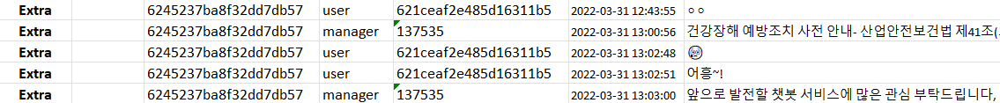 Extra 6245237ba8f32dd7db57 user 621ceaf2e485d16311b5 2022-03-31 12:43:55 ㅇㅇ
Extra 6245237ba8f32dd7db57 manager 137535 2022-03-31 13:00:56 건강장해 예방조치 사전 안내- 산업안전보건법 제41조(.
Extra 6245237ba8f32dd7db57 user 621ceaf2e485d16311b5 2022-03-31 13:02:48
Extra 6245237ba8f32dd7db57 user 621ceaf2e485d16311b5 2022-03-31 13:02:51 어흥~!
Extra 6245237ba8f32dd7db57 manager 137535 2022-03-31 13:03:00 앞으로 발전할 챗봇 서비스에 많은 관심 부탁드립니다,